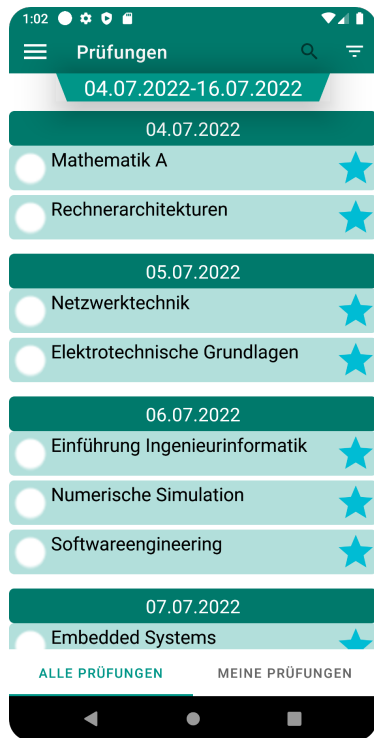 1:02
Prüfungen
04.07.2022-16.07.2022
04.07.2022
Mathematik A
Rechnerarchitekturen
05.07.2022
Netzwerktechnik
Elektrotechnische Grundlagen
06.07.2022
Einführung Ingenieurinformatik
Numerische Simulation
Softwareengineering
07.07.2022
Embedded Systems
ALLE PRÜFUNGEN MEINE PRÜFUNGEN